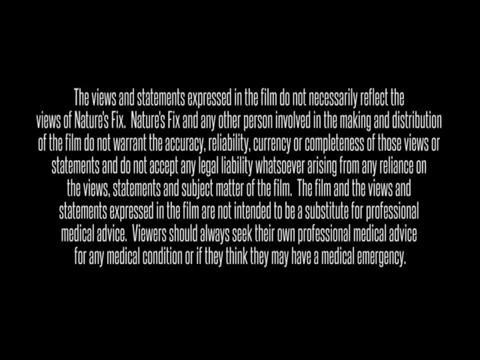 The views and statements expressed in the film do not necessarily reflect the
views of Nature's Fix. Nature's Fix and any other person involved in the making and distribution
of the film do not warrant the accuracy, reliability, currency or completeness of those views or
statements and do not accept any legal liability whatsoever arising from any reliance on
the views, statements and subject matter of the film. The film and the views and
statements expressed in the film are not intended to be a substitute for professional
medical advice. Viewers should always seek their own professional medical advice
for any medical condition or if they think they may have a medical emergency.